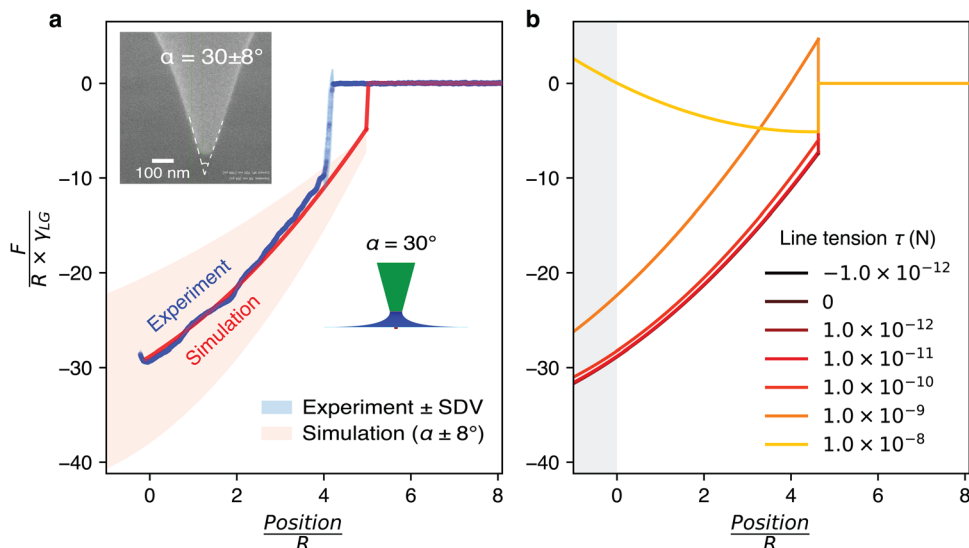 a
α = 30±8°
100 nm
0
−10
−20
−30
−40
F
R × γLG
Experiment
Simulation
α = 30°
Experiment ± SDV
Simulation (α ± 8°)
0 2 4 6 8
Position
R
b
0
−10
−20
−30
−40
Line tension τ (N)
−1.0 × 10⁻¹²
0
1.0 × 10⁻¹²
1.0 × 10⁻¹¹
1.0 × 10⁻¹⁰
1.0 × 10⁻⁹
1.0 × 10⁻⁸
0 2 4 6 8
Position
R